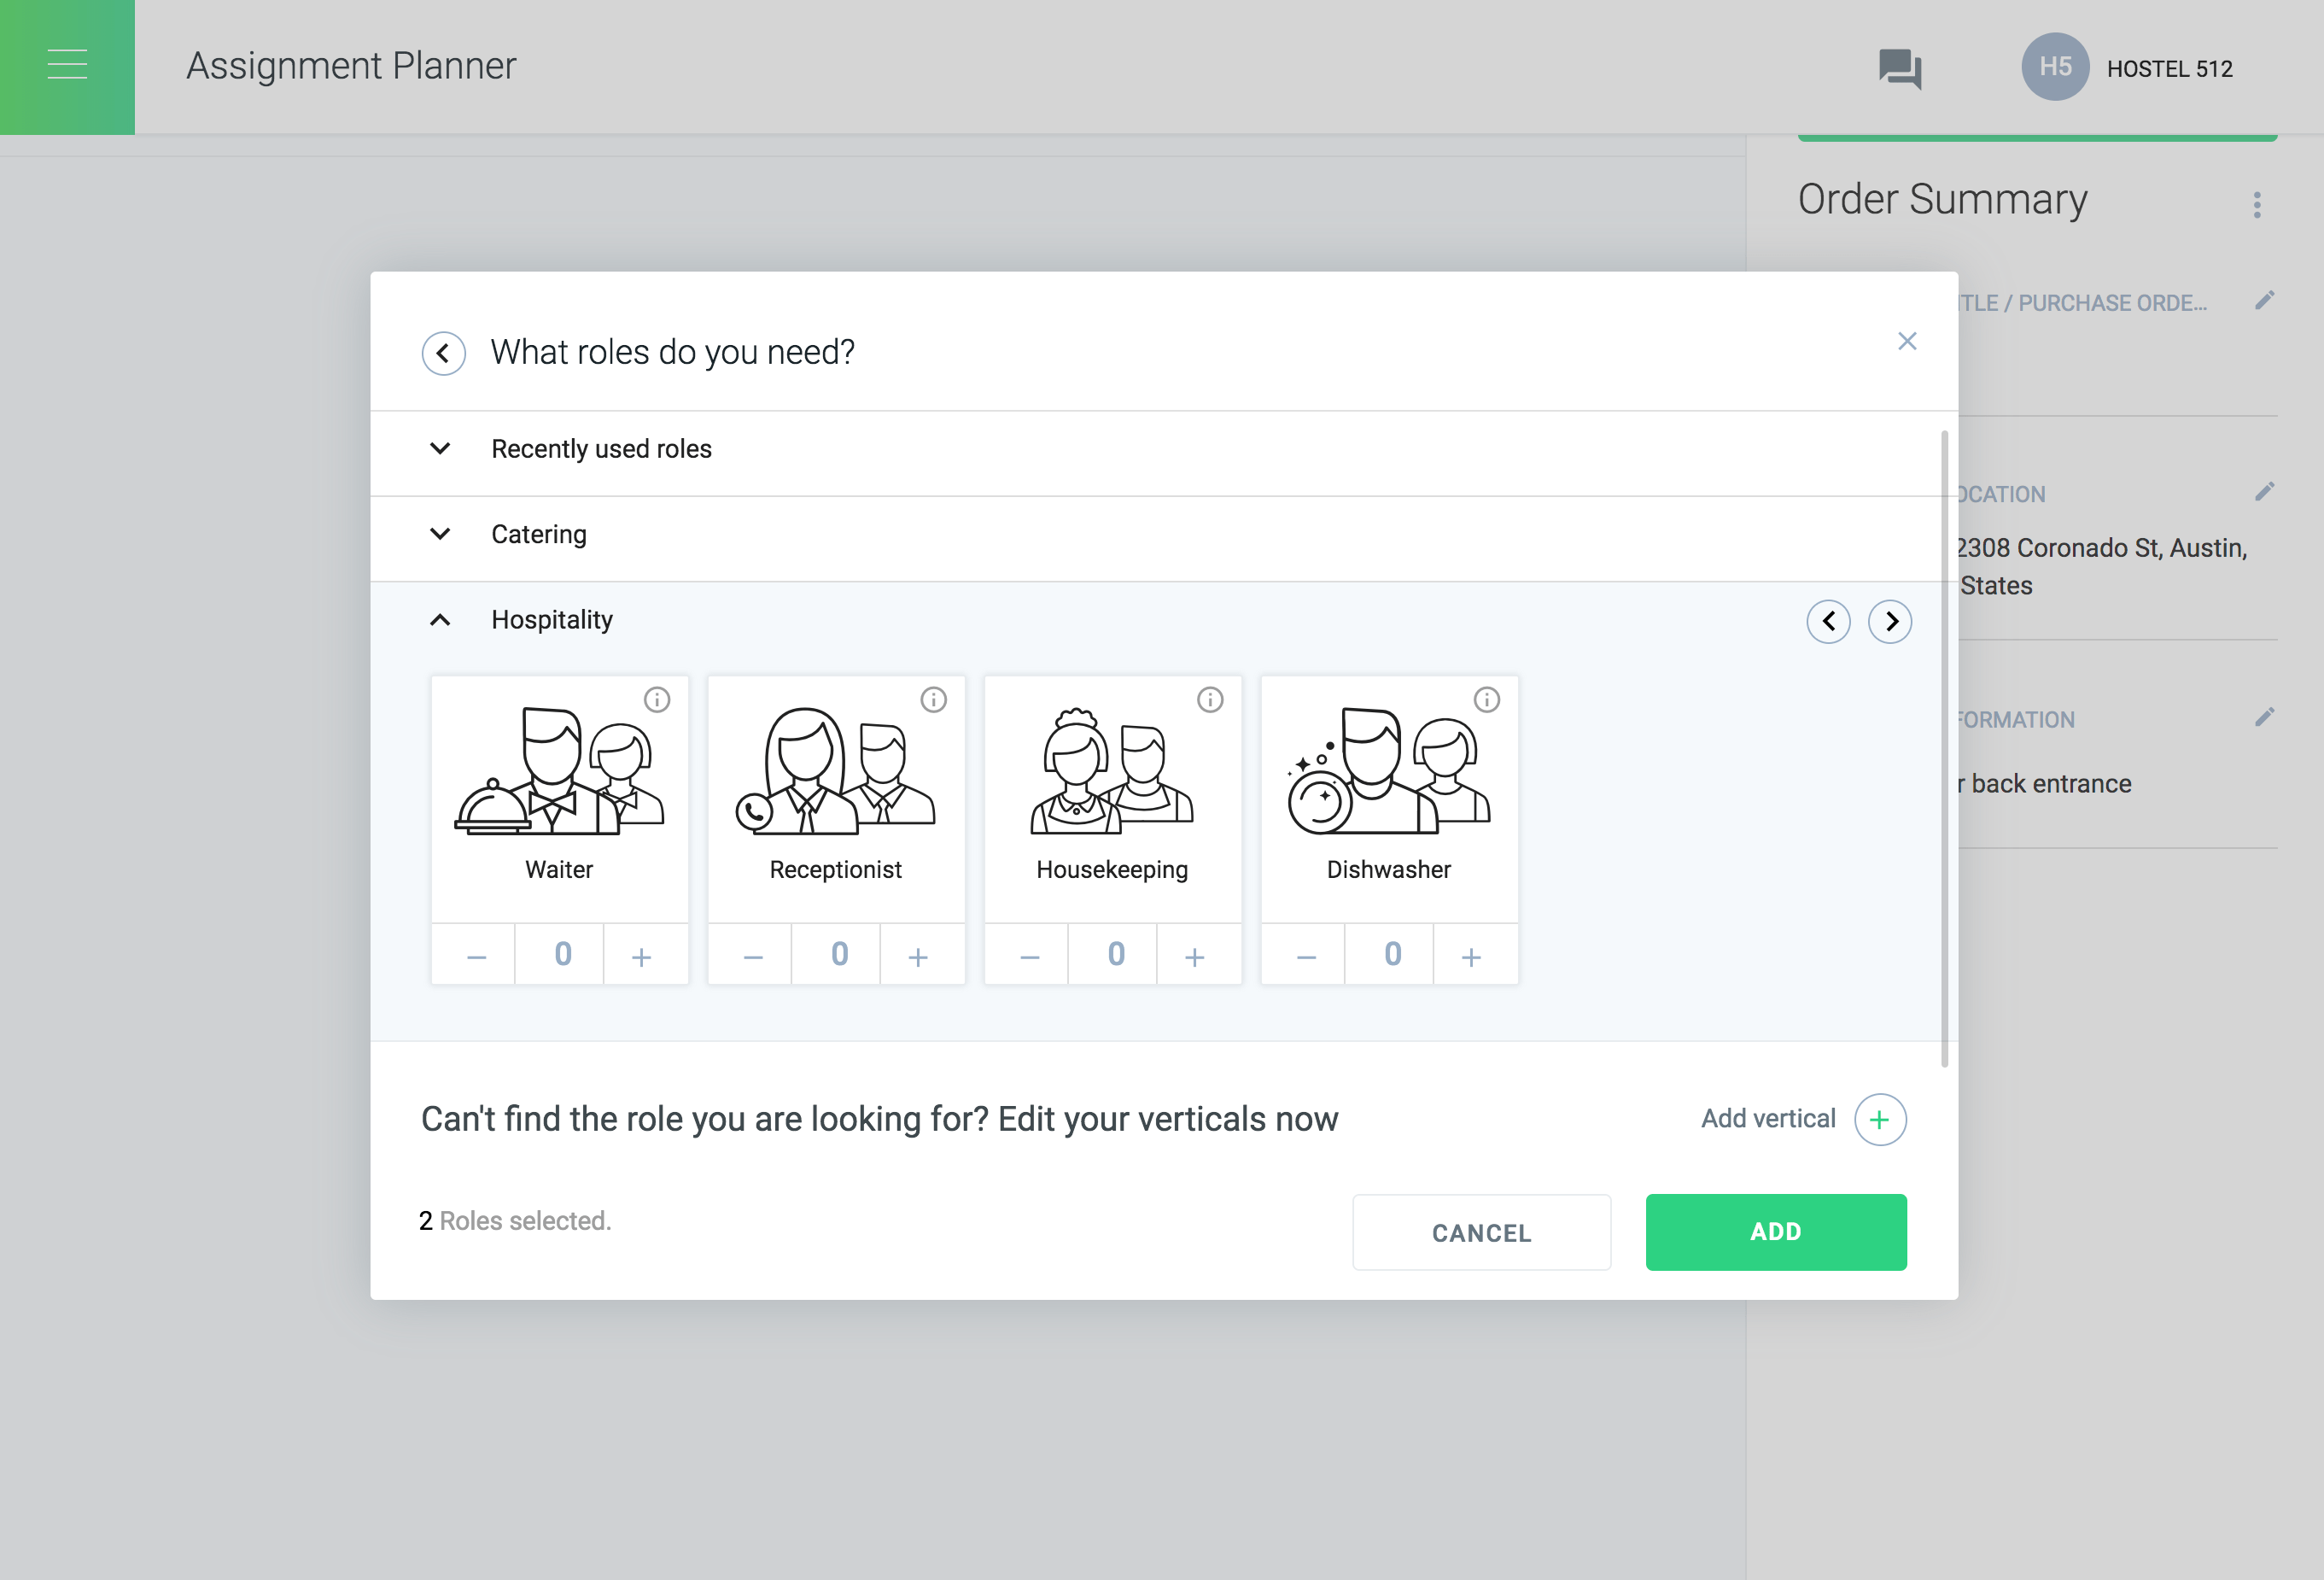 Assignment Planner
H5 HOSTEL 512
Order Summary
What roles do you need?
TLE / PURCHASE ORDE...
Recently used roles
OCATION
Catering
2308 Coronado St, Austin,
States
Hospitality
FORMATION
back entrance
Waiter
Receptionist
Housekeeping
Dishwasher
– 0 +
– 0 +
– 0 +
– 0 +
Can't find the role you are looking for? Edit your verticals now
Add vertical +
2 Roles selected.
CANCEL
ADD